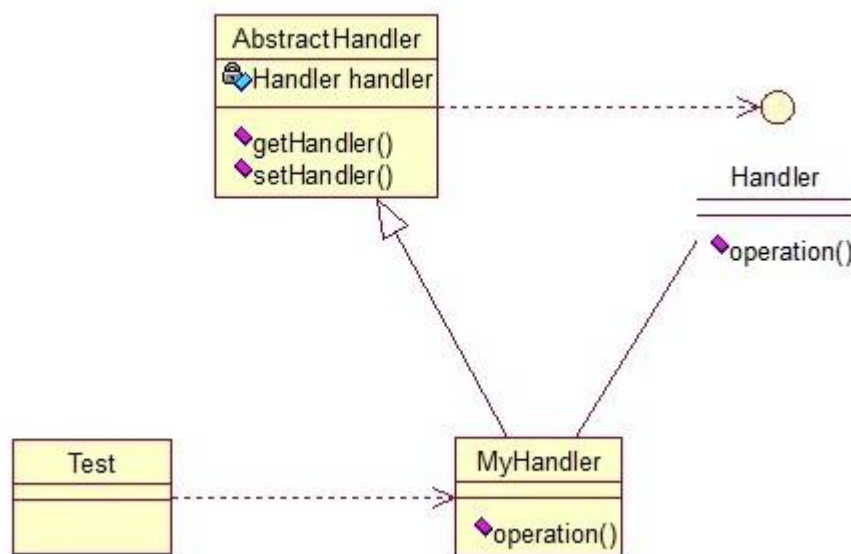 AbstractHandler
Handler handler
getHandler()
setHandler()
Handler
operation()
Test
MyHandler
operation()